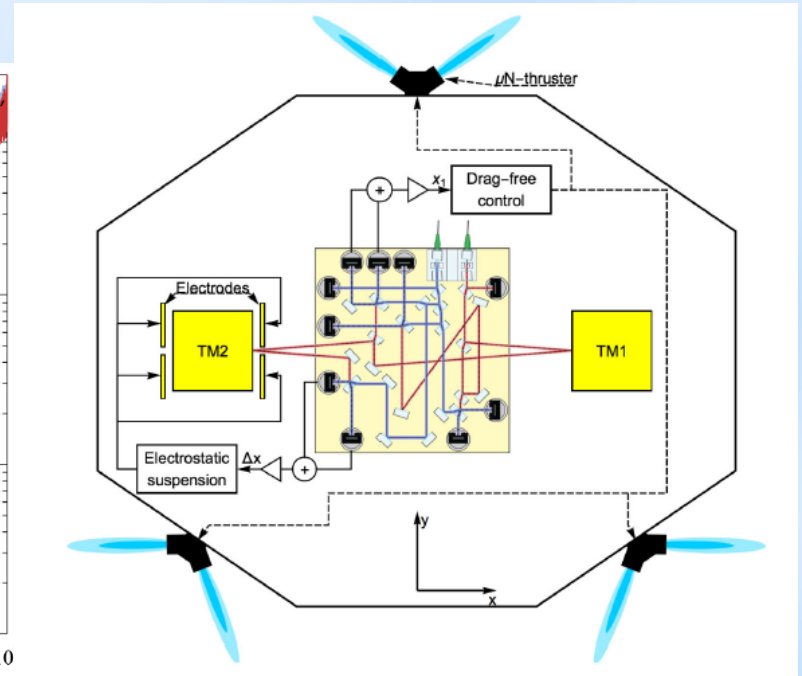 μN-thruster
x1
Drag-free
control
+
Electrodes
TM2
TM1
Electrostatic
suspension
Δx
+
y
x
0